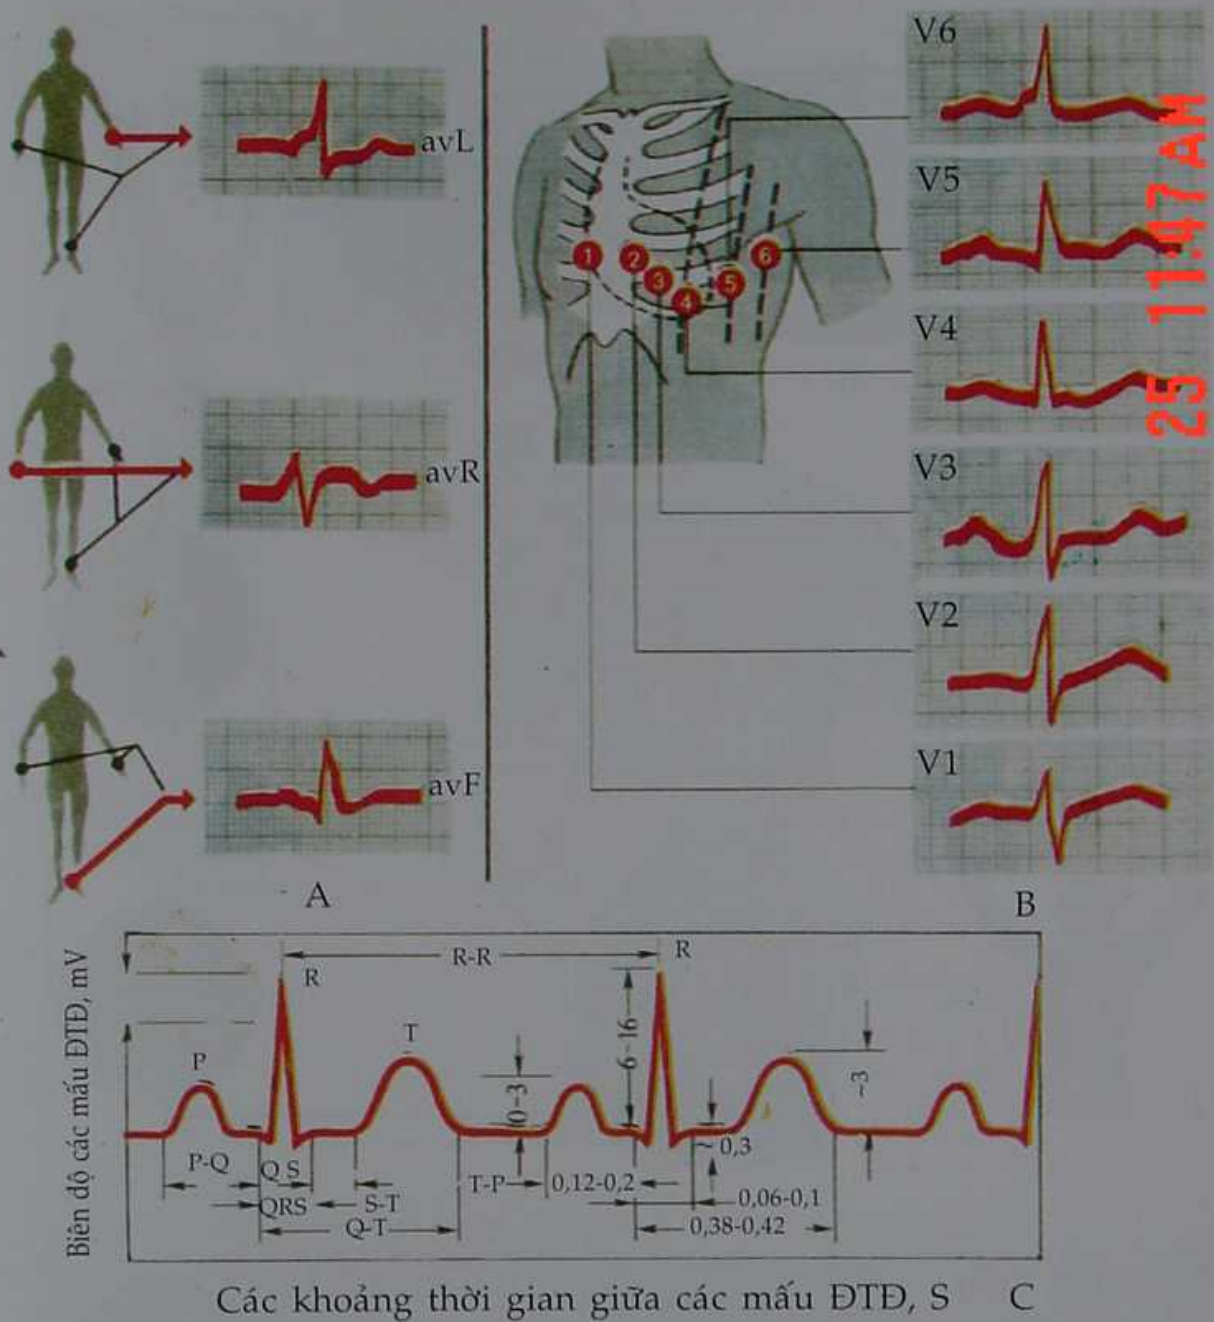 avL
avR
avF
A
1
2
3
4
5
6
V6
V5
V4
V3
V2
V1
B
25 11:47 AM
Biên độ các mấu ĐTĐ, mV
R
R-R
R
P
T
0-3
6-16
~3
~0,3
P-Q
Q S
QRS
S-T
Q-T
T-P
0,12-0,2
0,06-0,1
0,38-0,42
Các khoảng thời gian giữa các mấu ĐTĐ, S
C